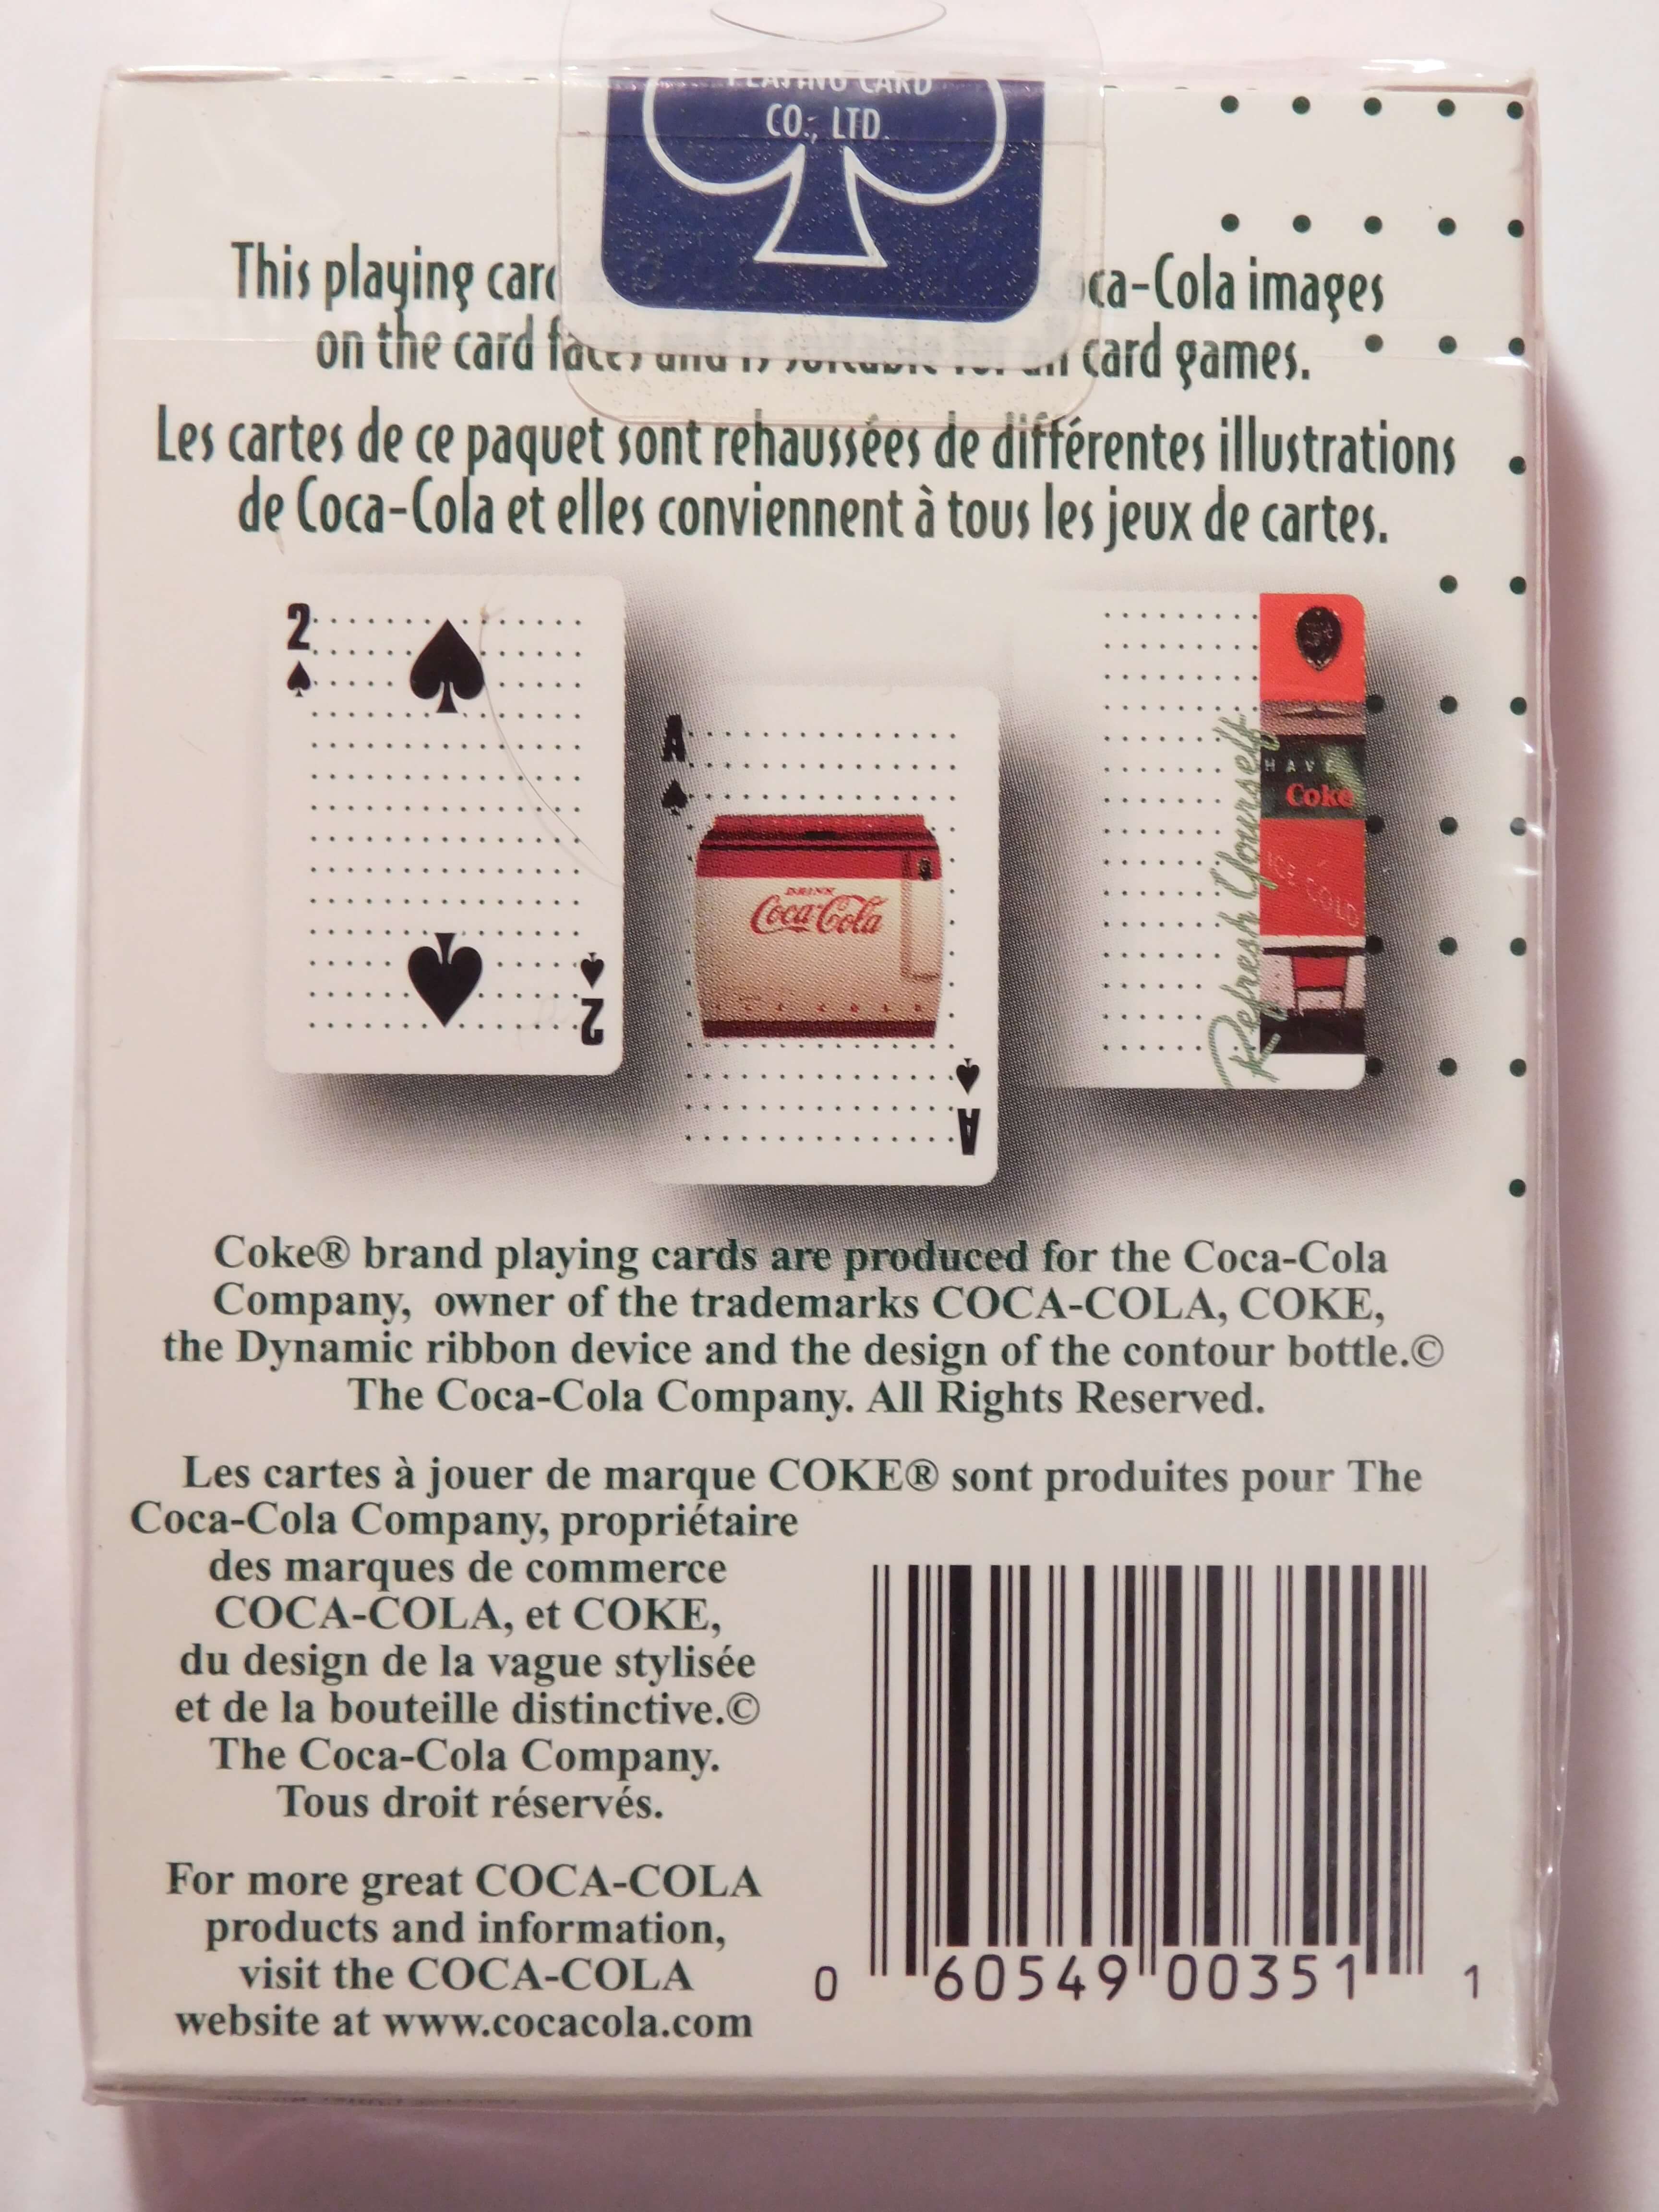 PLAYING CARD
CO., LTD.
This playing card ca-Cola images
on the card faces and is suitable for all card games.
Les cartes de ce paquet sont rehaussées de différentes illustrations
de Coca-Cola et elles conviennent à tous les jeux de cartes.
2
2
A
DRINK
Coca-Cola
A
HAVE
Coke
ICE COLD
Refresh Yourself
Coke® brand playing cards are produced for the Coca-Cola
Company, owner of the trademarks COCA-COLA, COKE,
the Dynamic ribbon device and the design of the contour bottle.©
The Coca-Cola Company. All Rights Reserved.
Les cartes à jouer de marque COKE® sont produites pour The
Coca-Cola Company, propriétaire
des marques de commerce
COCA-COLA, et COKE,
du design de la vague stylisée
et de la bouteille distinctive.©
The Coca-Cola Company.
Tous droit réservés.
For more great COCA-COLA
products and information,
visit the COCA-COLA
website at www.cocacola.com
0 60549 00351 1